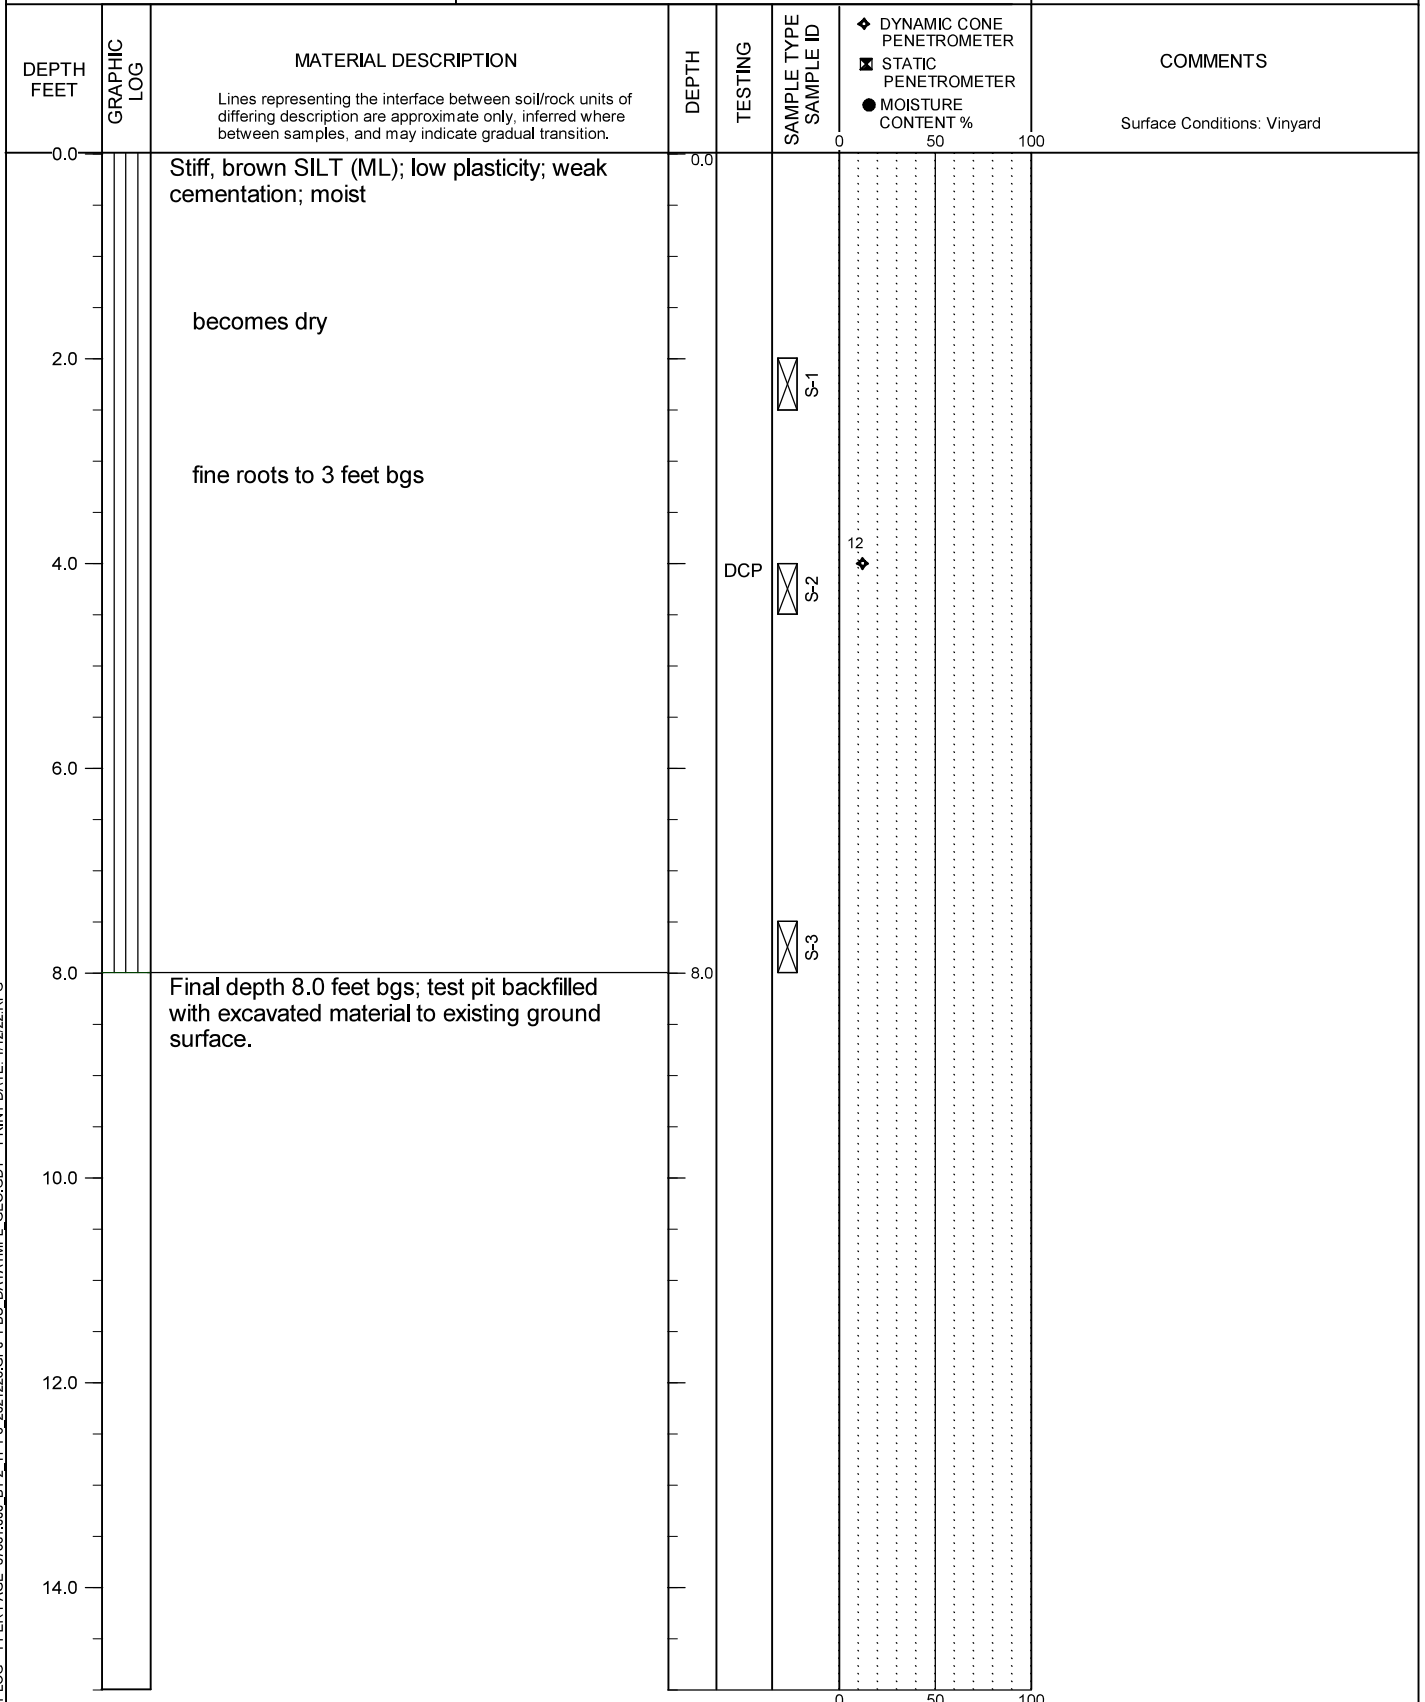 DEPTH
FEET
GRAPHIC
LOG
MATERIAL DESCRIPTION
Lines representing the interface between soil/rock units of
differing description are approximate only, inferred where
between samples, and may indicate gradual transition.
DEPTH
TESTING
SAMPLE TYPE
SAMPLE ID
DYNAMIC CONE
PENETROMETER
STATIC
PENETROMETER
MOISTURE
CONTENT %
0 50 100
COMMENTS
Surface Conditions: Vinyard
0.0
Stiff, brown SILT (ML); low plasticity; weak
cementation; moist
0.0
becomes dry
2.0
S-1
fine roots to 3 feet bgs
12
4.0
DCP
S-2
6.0
S-3
8.0
8.0
Final depth 8.0 feet bgs; test pit backfilled
with excavated material to existing ground
surface.
10.0
12.0
14.0
0 50 100